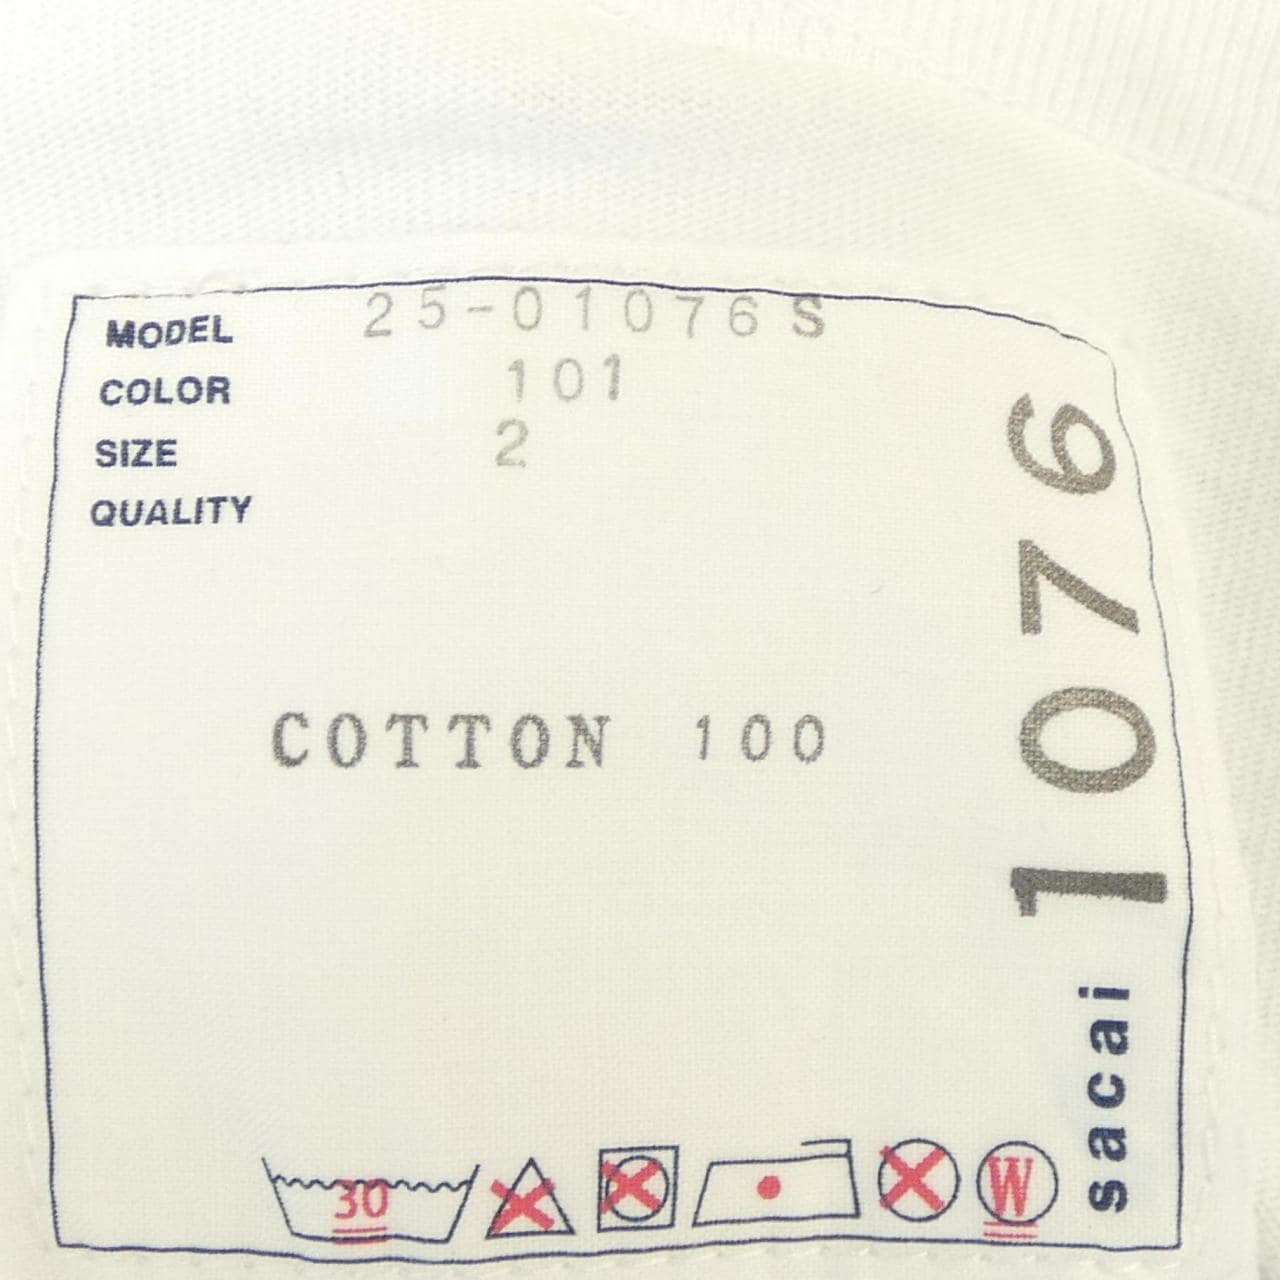 MODEL 25-01076S
COLOR 101
SIZE 2
QUALITY
COTTON 100
30
W
sacai 1076